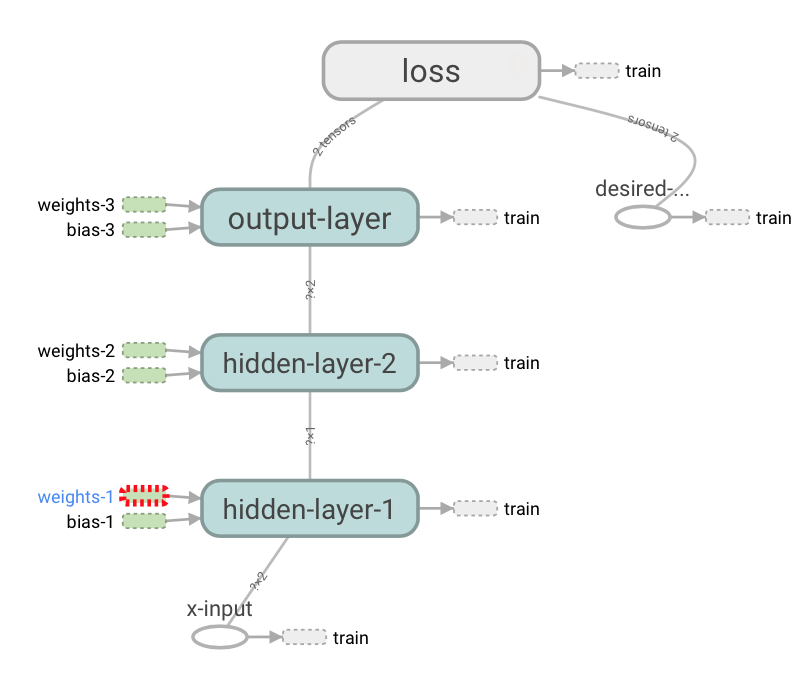 loss
train
2 tensors
2 tensors
desired-...
weights-3
bias-3
output-layer
train
train
?×2
weights-2
bias-2
hidden-layer-2
train
?×1
weights-1
bias-1
hidden-layer-1
train
?×2
x-input
train